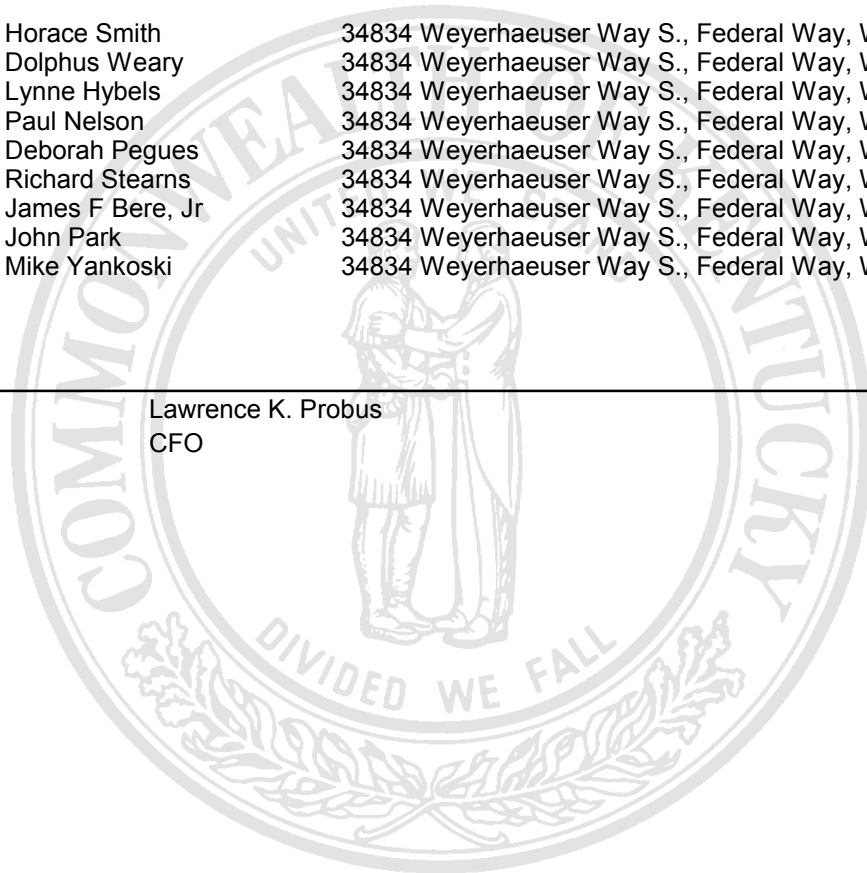 Horace Smith 34834 Weyerhaeuser Way S., Federal Way,
Dolphus Weary 34834 Weyerhaeuser Way S., Federal Way,
Lynne Hybels 34834 Weyerhaeuser Way S., Federal Way,
Paul Nelson 34834 Weyerhaeuser Way S., Federal Way,
Deborah Pegues 34834 Weyerhaeuser Way S., Federal Way,
Richard Stearns 34834 Weyerhaeuser Way S., Federal Way,
James F Bere, Jr 34834 Weyerhaeuser Way S., Federal Way,
John Park 34834 Weyerhaeuser Way S., Federal Way,
Mike Yankoski 34834 Weyerhaeuser Way S., Federal Way,
Lawrence K. Probus
CFO
COMMONWEALTH OF KENTUCKY
UNITED WE STAND
DIVIDED WE FALL